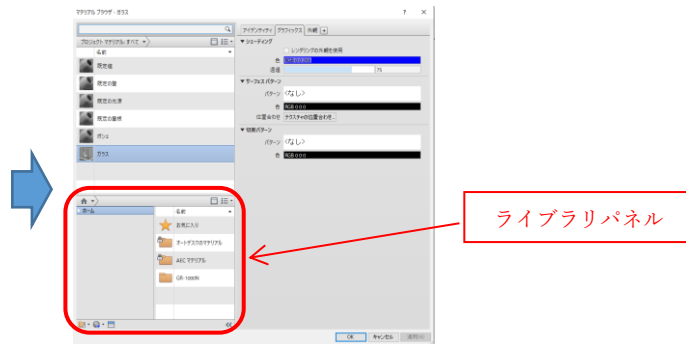 マテリアル ブラウザ - ガラス
プロジェクト マテリアル: すべて
名前
既定値
既定の壁
既定の光源
既定の屋根
ガラス
ホーム
名前
お気に入り
オートデスクのマテリアル
AEC マテリアル
アイデンティティ グラフィックス 外観
▼ シェーディング
レンダリングの外観を使用
色
透過 75
▼ サーフェス パターン
パターン <なし>
色 RGB 0 0 0
位置合わせ テクスチャの位置合わせ...
▼ 切断パターン
パターン <なし>
色 RGB 0 0 0
OK キャンセル 適用(A)
ライブラリパネル